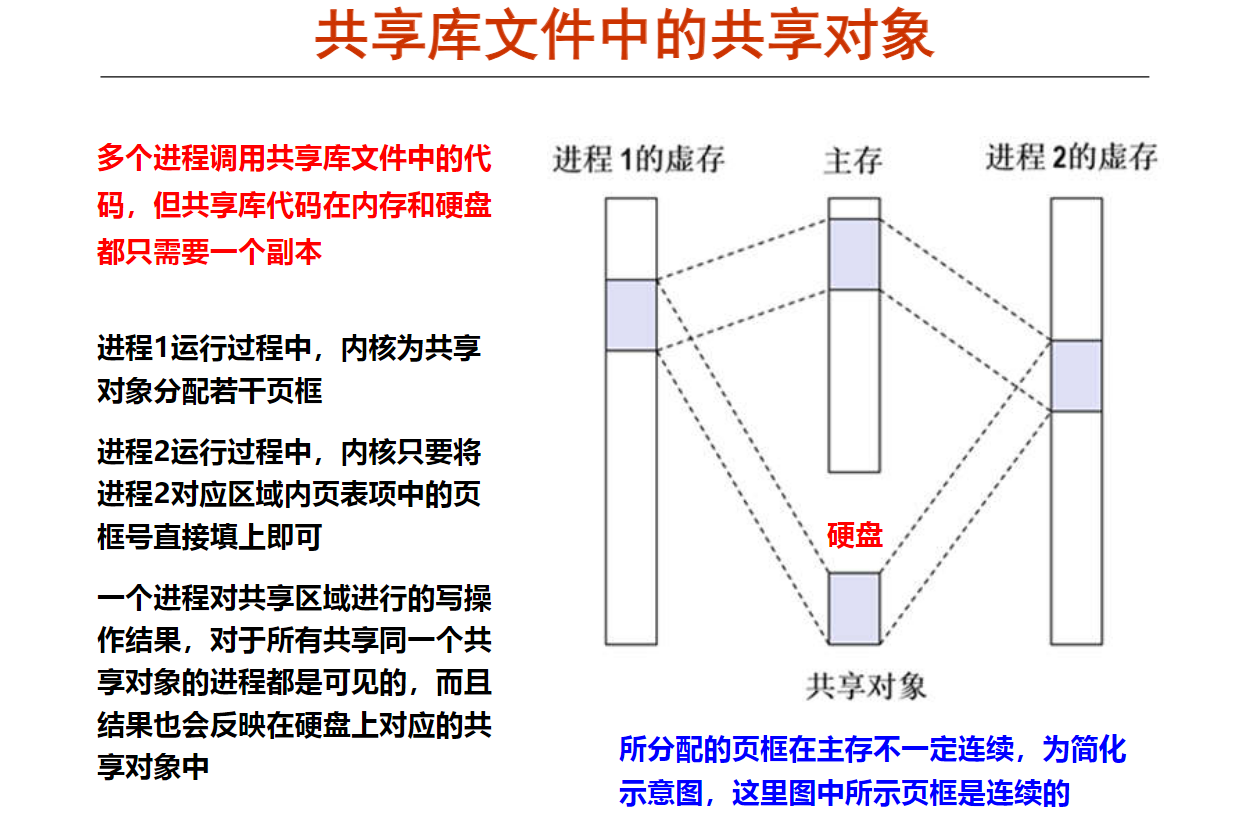 共享库文件中的共享对象
多个进程调用共享库文件中的代
码，但共享库代码在内存和硬盘
都只需要一个副本
进程1运行过程中，内核为共享
对象分配若干页框
进程2运行过程中，内核只要将
进程2对应区域内页表项中的页
框号直接填上即可
一个进程对共享区域进行的写操
作结果，对于所有共享同一个共
享对象的进程都是可见的，而且
结果也会反映在硬盘上对应的共
享对象中
进程 1的虚存
主存
进程 2的虚存
硬盘
共享对象
所分配的页框在主存不一定连续，为简化
示意图，这里图中所示页框是连续的